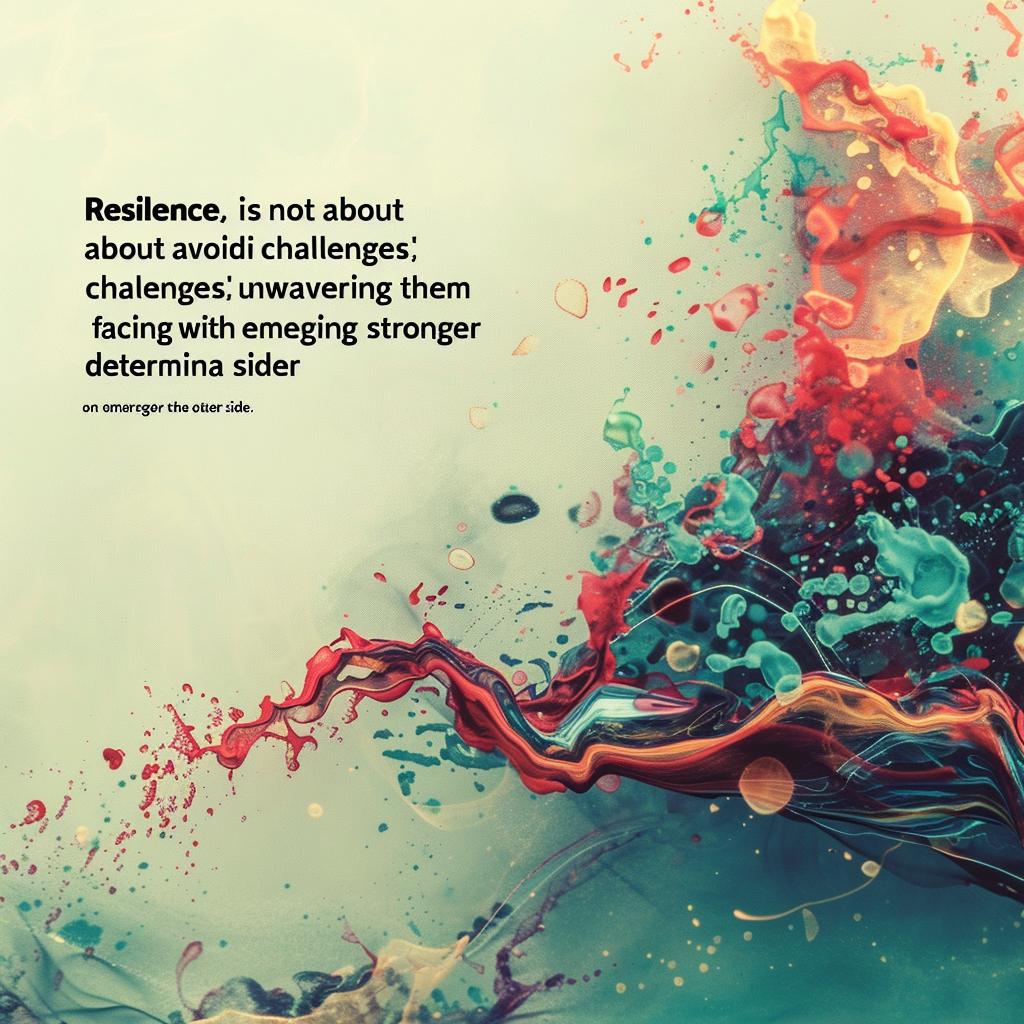 Resilence, is not about
about avoidi challenges;'
chalenges;' unwavering them
facing with emeging stronger
determina sider
on emercgor the otter side.